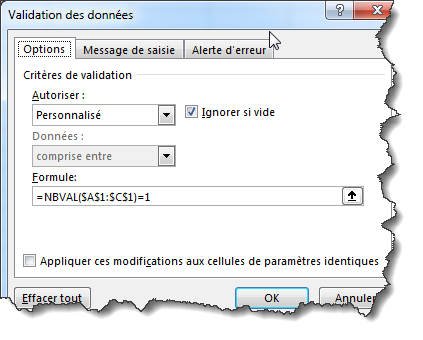 Validation des données
Options Message de saisie Alerte d'erreur
Critères de validation
Autoriser :
Personnalisé Ignorer si vide
Données :
comprise entre
Formule:
=NBVAL($A$1:$C$1)=1
Appliquer ces modifications aux cellules de paramètres identiques
Effacer tout OK Annuler